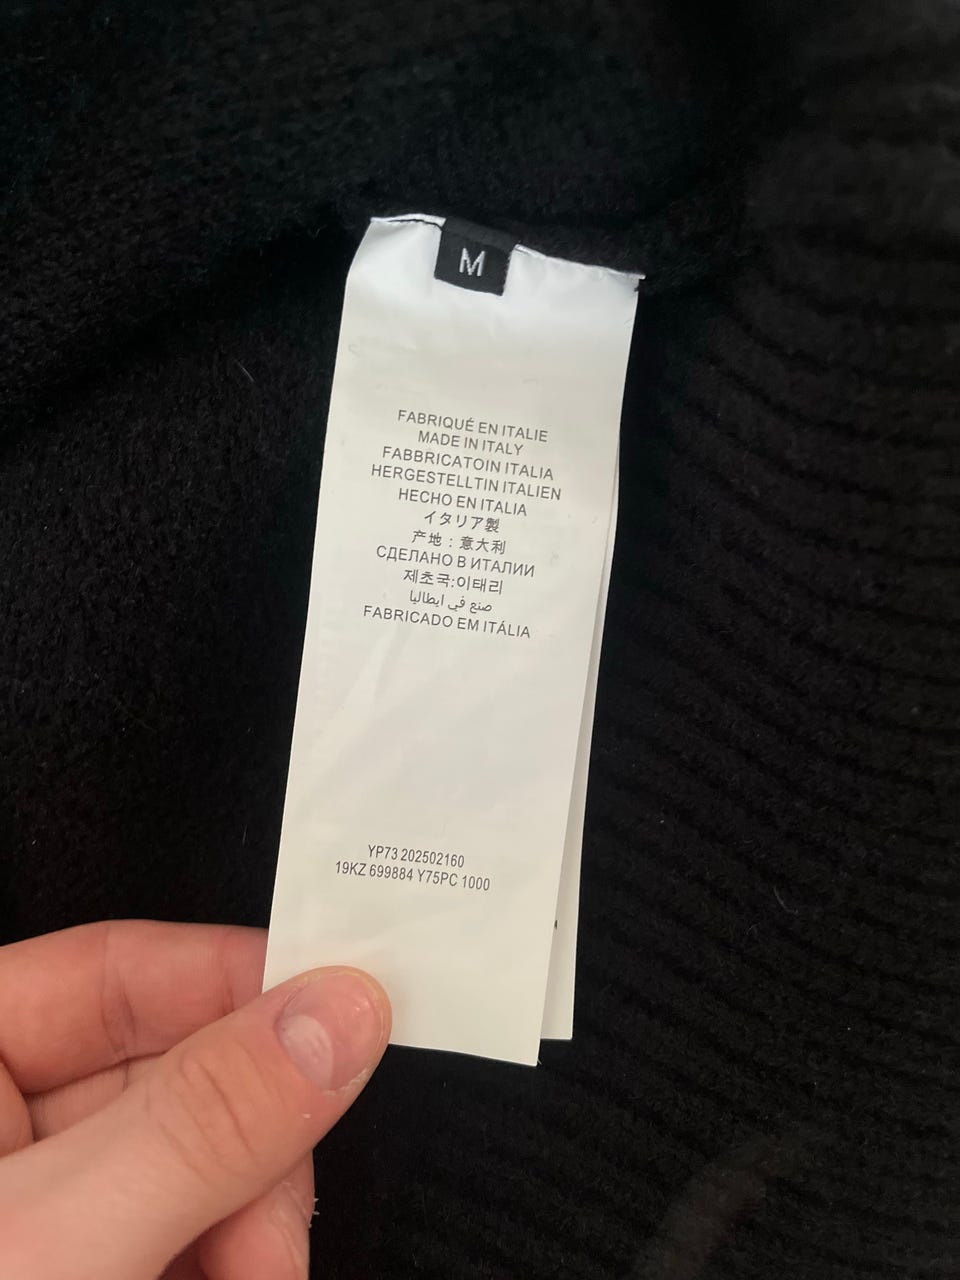 M
FABRIQUÉ EN ITALIE
MADE IN ITALY
FABBRICATOIN ITALIA
HERGESTELLTIN ITALIEN
HECHO EN ITALIA
イタリア製
产地：意大利
СДЕЛАНО В ИТАЛИИ
제초국:이태리
صنع في ايطاليا
FABRICADO EM ITÁLIA
YP73 202502160
19KZ 699884 Y75PC 1000